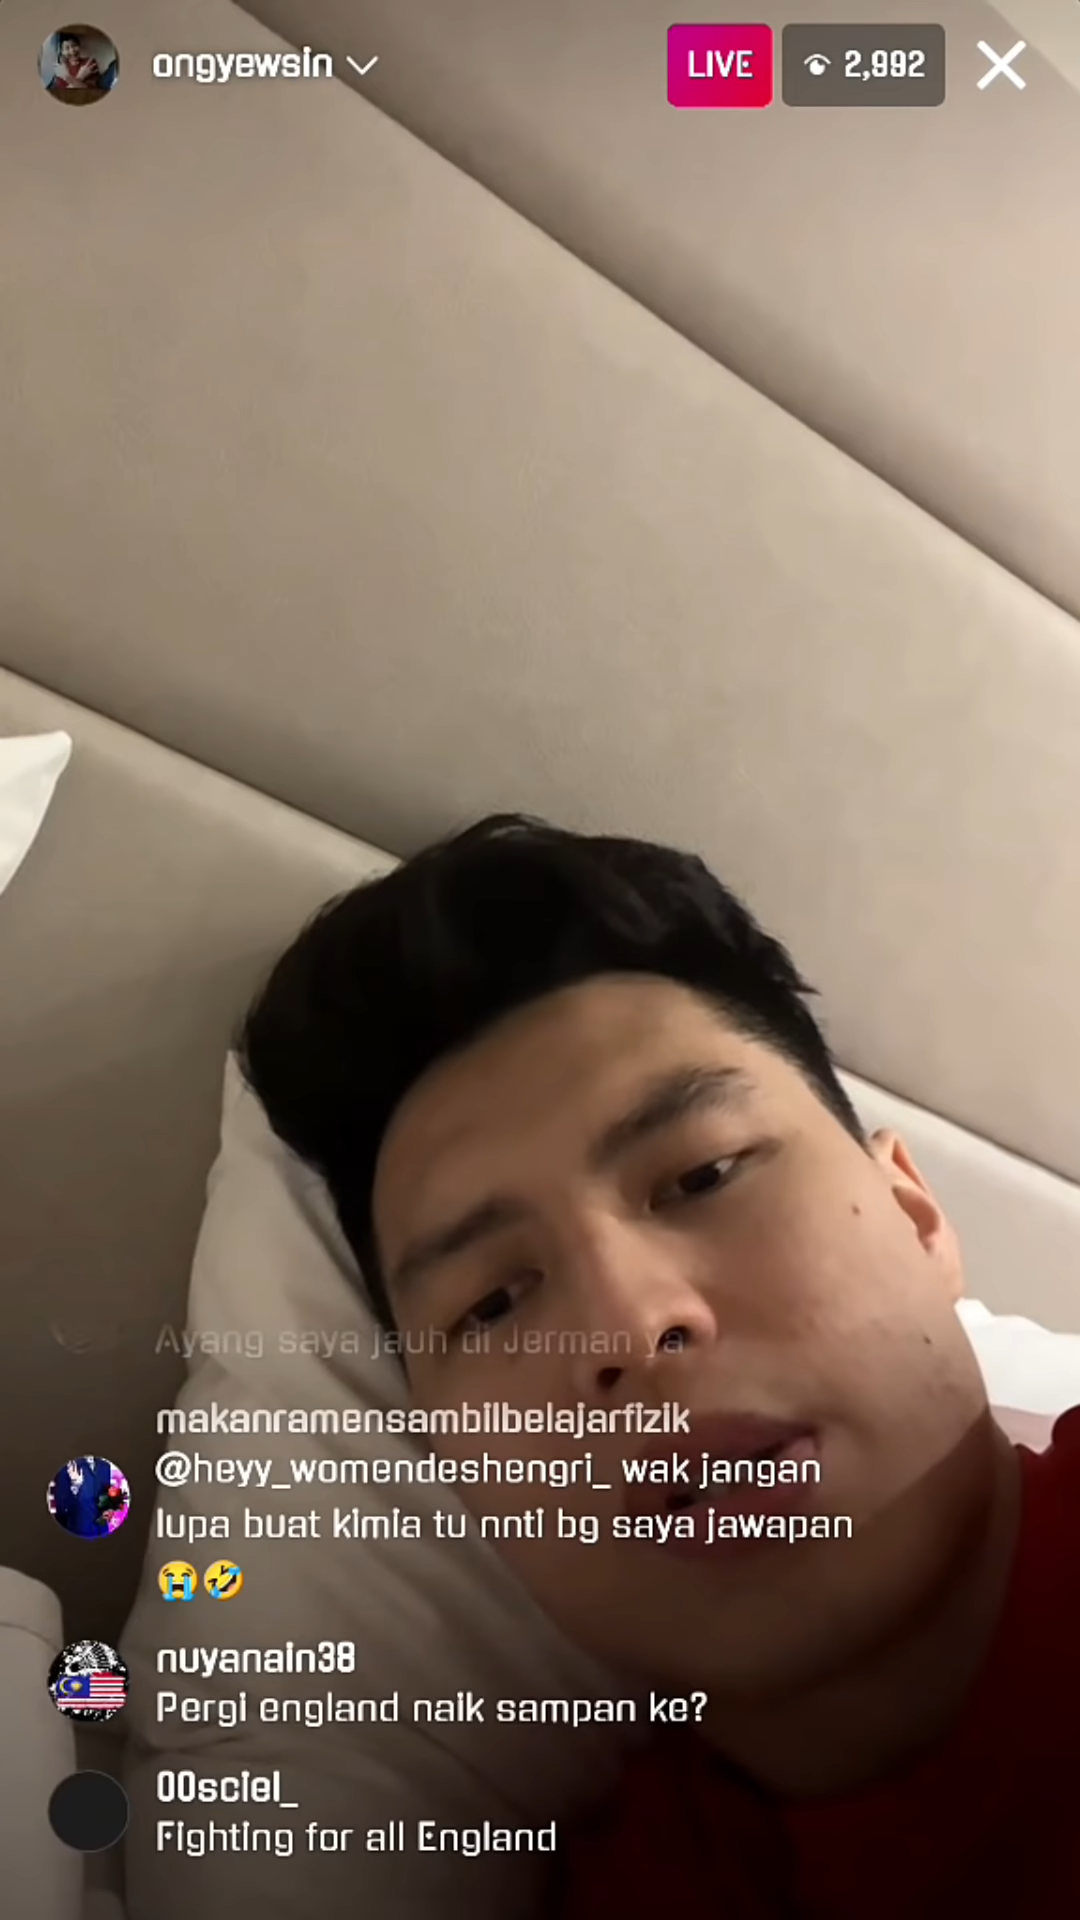 ongyewsin
LIVE
2,992
Ayang saya jauh di Jerman ya
makanramensambilbelajarfizik
@heyy_womendeshengri_ wak jangan
lupa buat kimia tu nnti bg saya jawapan
😭🤣
nuyanain38
Pergi england naik sampan ke?
00sciel_
Fighting for all England